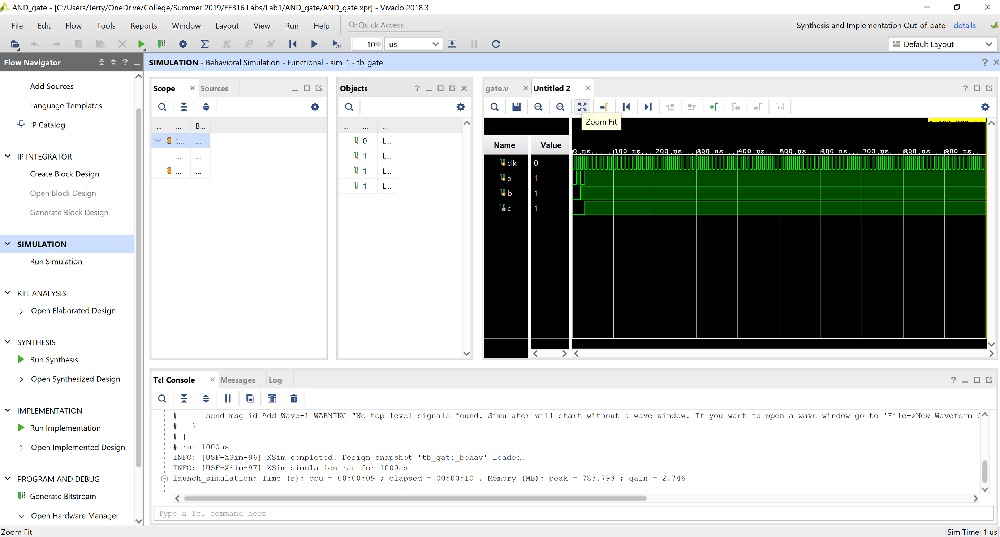 AND_gate - [C:/Users/Jerry/OneDrive/College/Summer 2019/EE316 Labs/Lab1/AND_gate/AND_gate.xpr] - Vivado 2018.3
File Edit Flow Tools Reports Window Layout View Run Help Quick Access
Synthesis and Implementation Out-of-date details
10 us
Default Layout
Flow Navigator
SIMULATION - Behavioral Simulation - Functional - sim_1 - tb_gate
Add Sources
Language Templates
IP Catalog
IP INTEGRATOR
Create Block Design
Open Block Design
Generate Block Design
SIMULATION
Run Simulation
RTL ANALYSIS
Open Elaborated Design
SYNTHESIS
Run Synthesis
Open Synthesized Design
IMPLEMENTATION
Run Implementation
Open Implemented Design
PROGRAM AND DEBUG
Generate Bitstream
Open Hardware Manager
Scope Sources
... ... B...
t... ...
... ...
... ...
Objects
... ... ...
0 L...
1 L...
1 L...
1 L...
gate.v Untitled 2
Zoom Fit
Name Value
0 ns 100 ns 200 ns 300 ns 400 ns 500 ns 600 ns 700 ns 800 ns 900 ns
clk 0
a 1
b 1
c 1
Tcl Console Messages Log
# send_msg_id Add_Wave-1 WARNING "No top level signals found. Simulator will start without a wave window. If you want to open a wave window go to 'File->New Waveform
# }
# }
# run 1000ns
INFO: [USF-XSim-96] XSim completed. Design snapshot 'tb_gate_behav' loaded.
INFO: [USF-XSim-97] XSim simulation ran for 1000ns
launch_simulation: Time (s): cpu = 00:00:09 ; elapsed = 00:00:10 . Memory (MB): peak = 783.793 ; gain = 2.746
Type a Tcl command here
Zoom Fit
Sim Time: 1 us